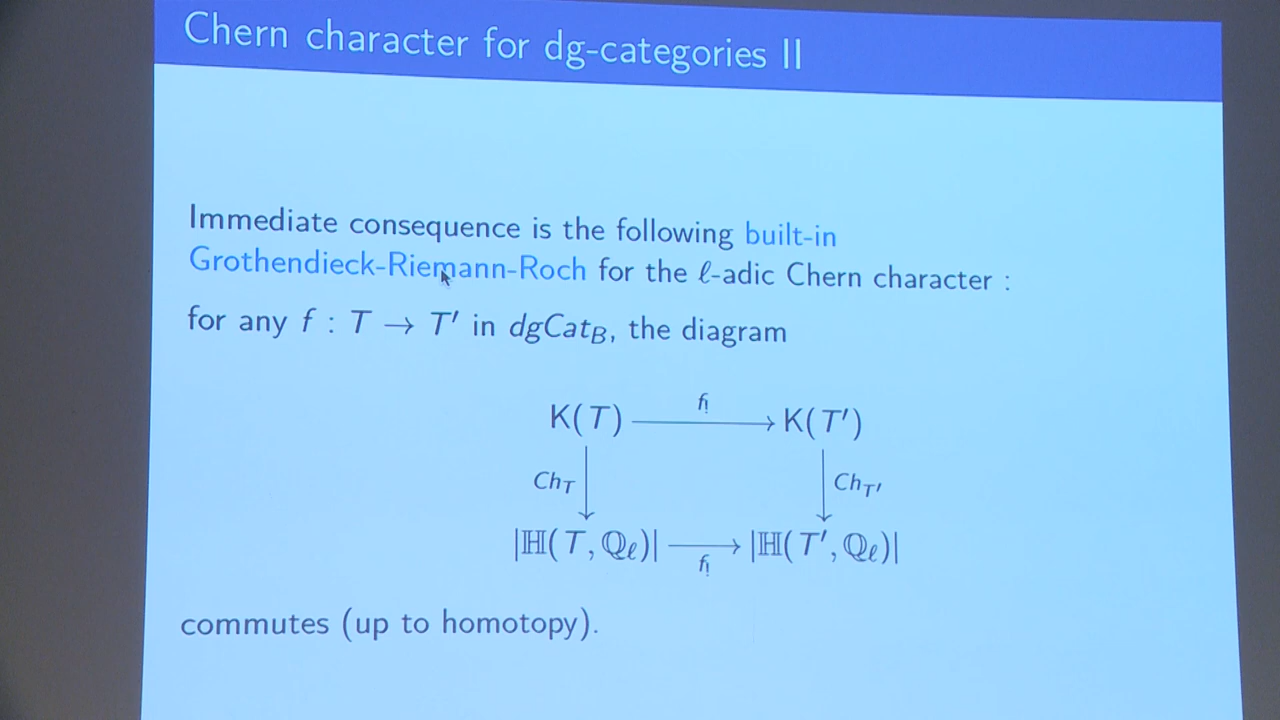 Chern character for dg-categories II
Immediate consequence is the following built-in
Grothendieck-Riemann-Roch for the ℓ-adic Chern character :
for any f : T → T′ in dgCat_B, the diagram
K(T) f_! K(T′)
Ch_T Ch_{T′}
|ℍ(T, ℚ_ℓ)| f_! |ℍ(T′, ℚ_ℓ)|
commutes (up to homotopy).